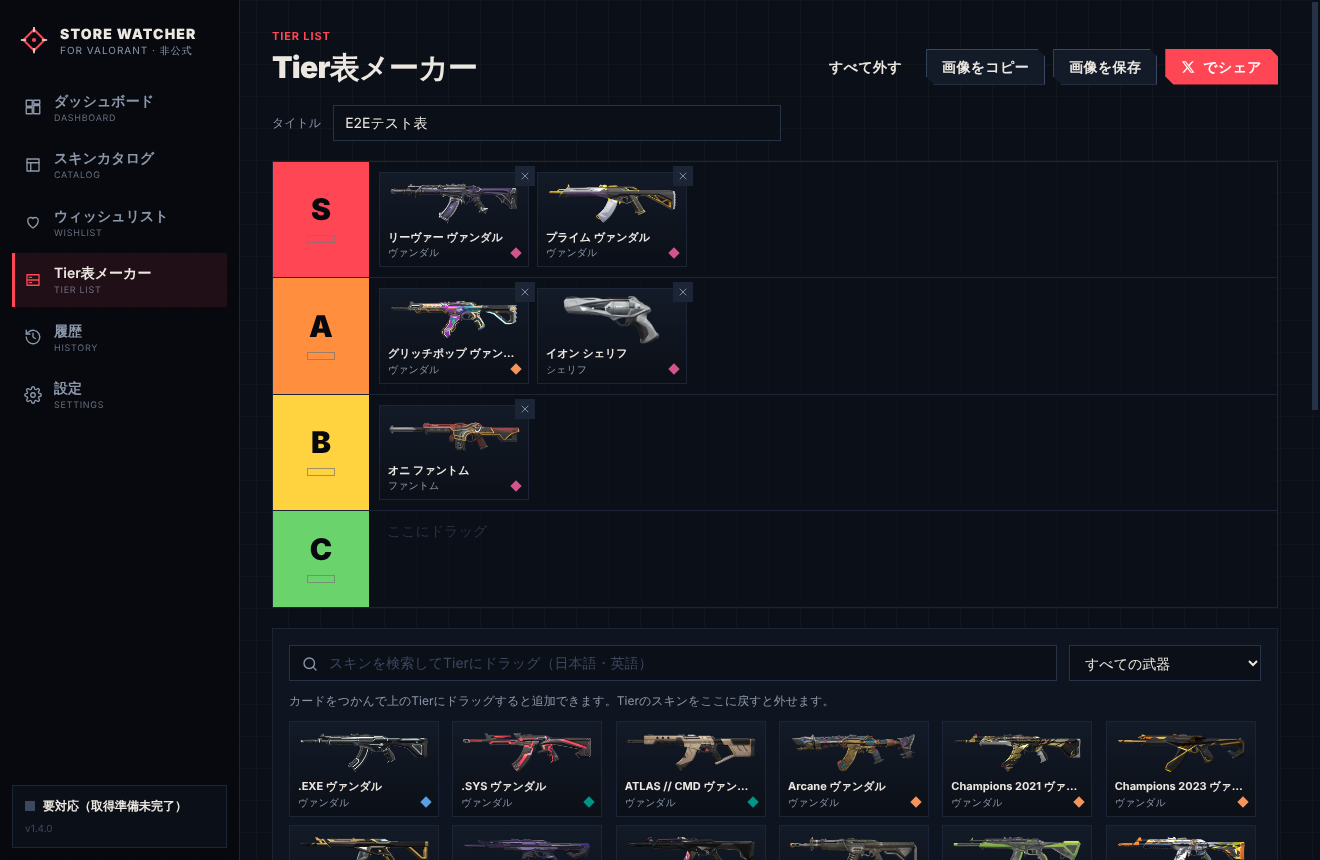 STORE WATCHER
FOR VALORANT · 非公式
ダッシュボード
DASHBOARD
スキンカタログ
CATALOG
ウィッシュリスト
WISHLIST
Tier表メーカー
TIER LIST
履歴
HISTORY
設定
SETTINGS
要対応（取得準備未完了）
v1.4.0
TIER LIST
Tier表メーカー
すべて外す
画像をコピー
画像を保存
でシェア
タイトル
E2Eテスト表
S
リーヴァー ヴァンダル
ヴァンダル
プライム ヴァンダル
ヴァンダル
A
グリッチポップ ヴァン…
ヴァンダル
イオン シェリフ
シェリフ
B
オニ ファントム
ファントム
C
ここにドラッグ
スキンを検索してTierにドラッグ（日本語・英語）
すべての武器
カードをつかんで上のTierにドラッグすると追加できます。Tierのスキンをここに戻すと外せます。
.EXE ヴァンダル
ヴァンダル
.SYS ヴァンダル
ヴァンダル
ATLAS // CMD ヴァン…
ヴァンダル
Arcane ヴァンダル
ヴァンダル
Champions 2021 ヴァ…
ヴァンダル
Champions 2023 ヴァ…
ヴァンダル